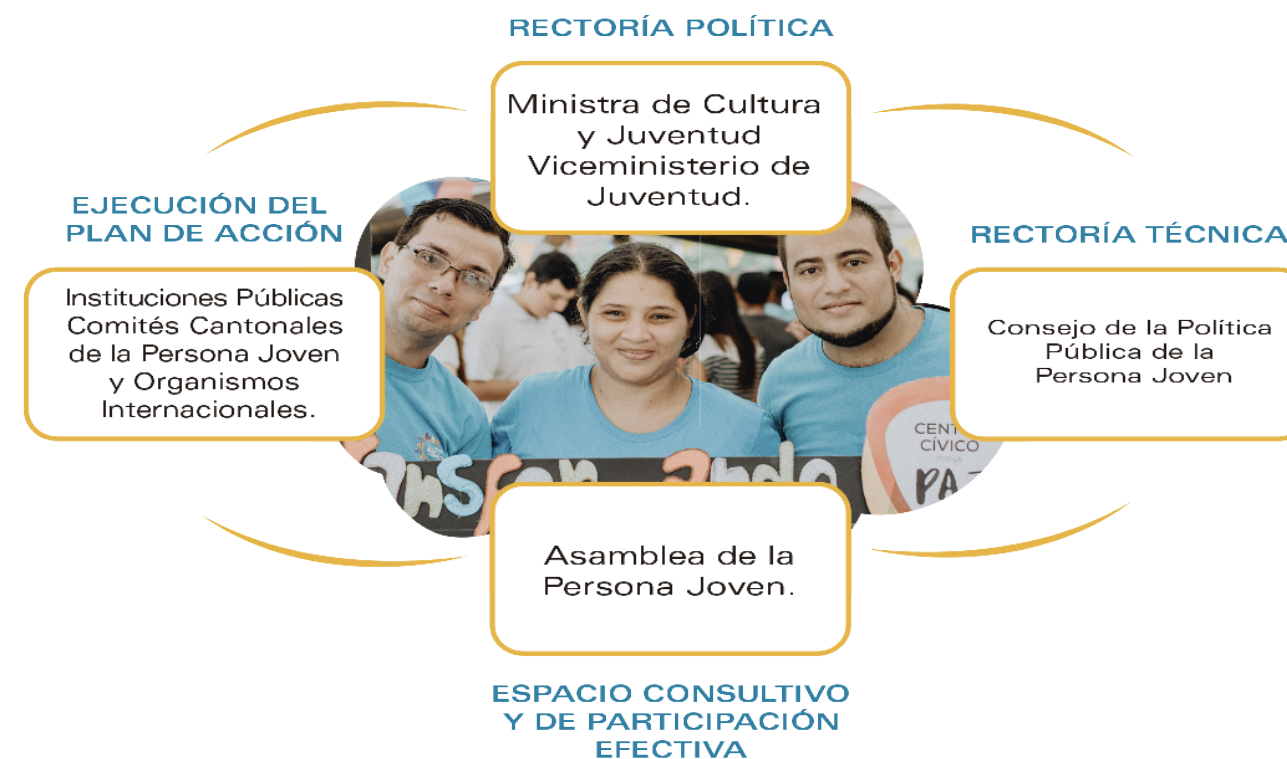 RECTORÍA POLÍTICA
Ministra de Cultura
y Juventud
Viceministerio de
Juventud.
EJECUCIÓN DEL
PLAN DE ACCIÓN
Instituciones Públicas
Comités Cantonales
de la Persona Joven
y Organismos
Internacionales.
RECTORÍA TÉCNICA
Consejo de la Política
Pública de la
Persona Joven
CÍVICO
Asamblea de la
Persona Joven.
ESPACIO CONSULTIVO
Y DE PARTICIPACIÓN
EFECTIVA